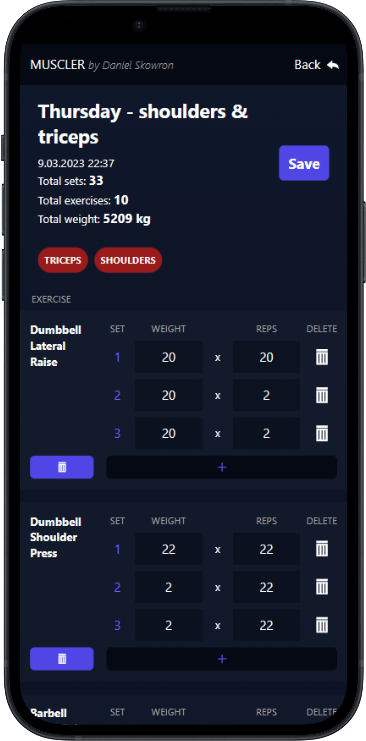 MUSCLER by Daniel Skowron Back
Thursday - shoulders &
triceps
9.03.2023 22:37
Total sets: 33
Total exercises: 10
Total weight: 5209 kg
Save
TRICEPS SHOULDERS
EXERCISE
Dumbbell
Lateral
Raise
SET WEIGHT REPS DELETE
1 20 x 20
2 20 x 2
3 20 x 2
+
Dumbbell
Shoulder
Press
SET WEIGHT REPS DELETE
1 22 x 22
2 2 x 22
3 2 x 22
+
Barbell
SET WEIGHT REPS DELETE